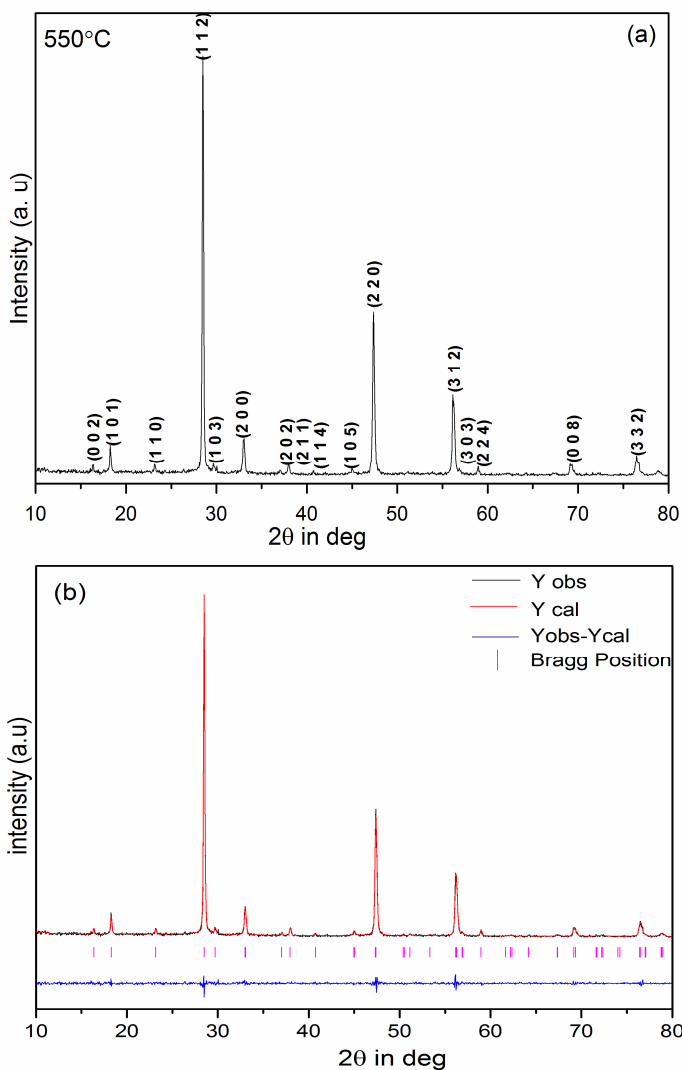 550°C
(a)
(1 1 2)
(2 2 0)
(3 1 2)
(0 0 2)
(1 0 1)
(1 1 0)
(1 0 3)
(2 0 0)
(2 0 2)
(2 1 1)
(1 1 4)
(1 0 5)
(3 0 3)
(2 2 4)
(0 0 8)
(3 3 2)
Intensity (a. u)
10 20 30 40 50 60 70 80
2θ in deg
(b)
Y obs
Y cal
Yobs-Ycal
Bragg Position
intensity (a.u)
10 20 30 40 50 60 70 80
2θ in deg